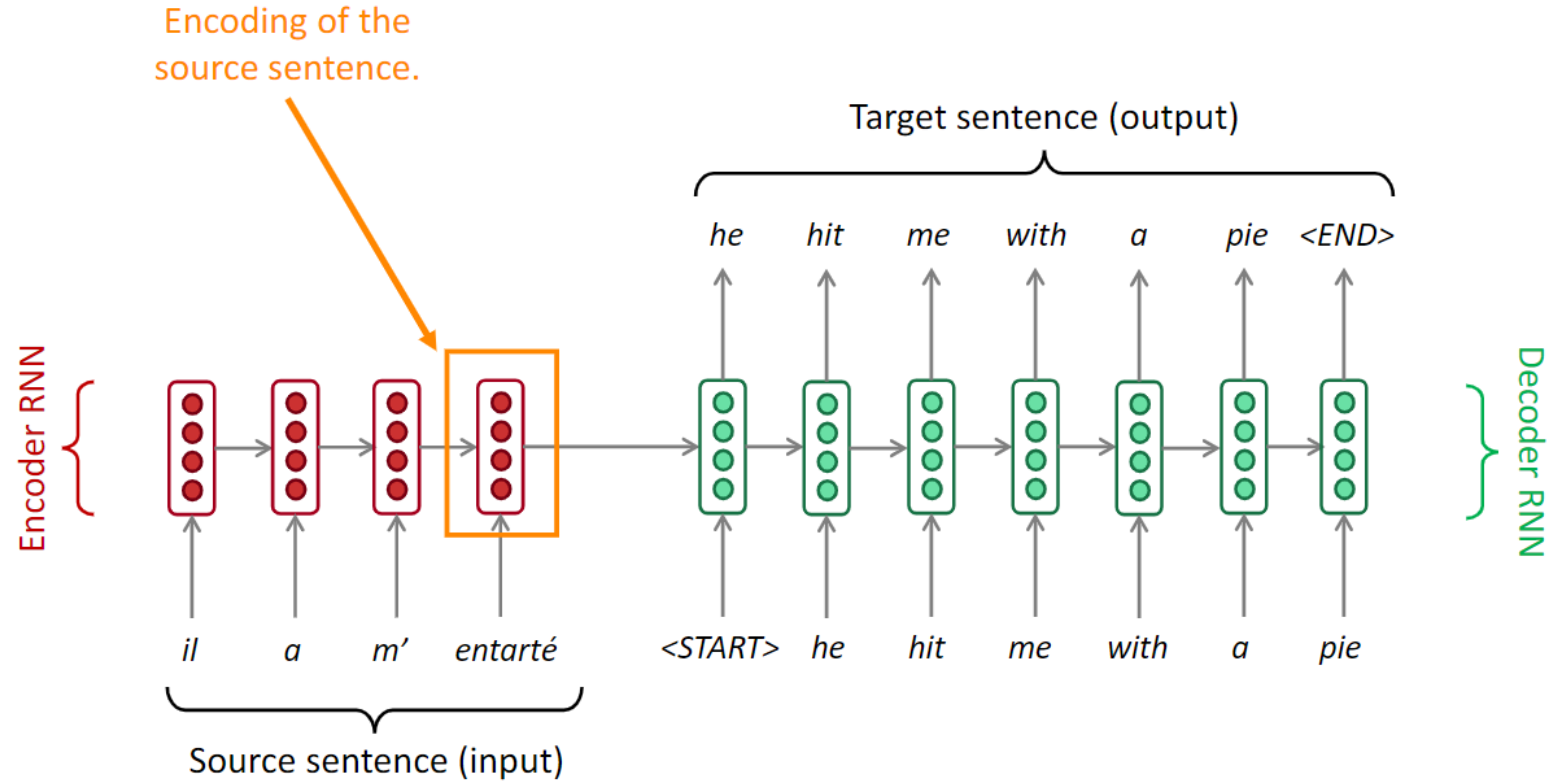 Encoding of the
source sentence.
Target sentence (output)
he hit me with a pie <END>
Encoder RNN
Decoder RNN
il a m’ entarté <START> he hit me with a pie
Source sentence (input)